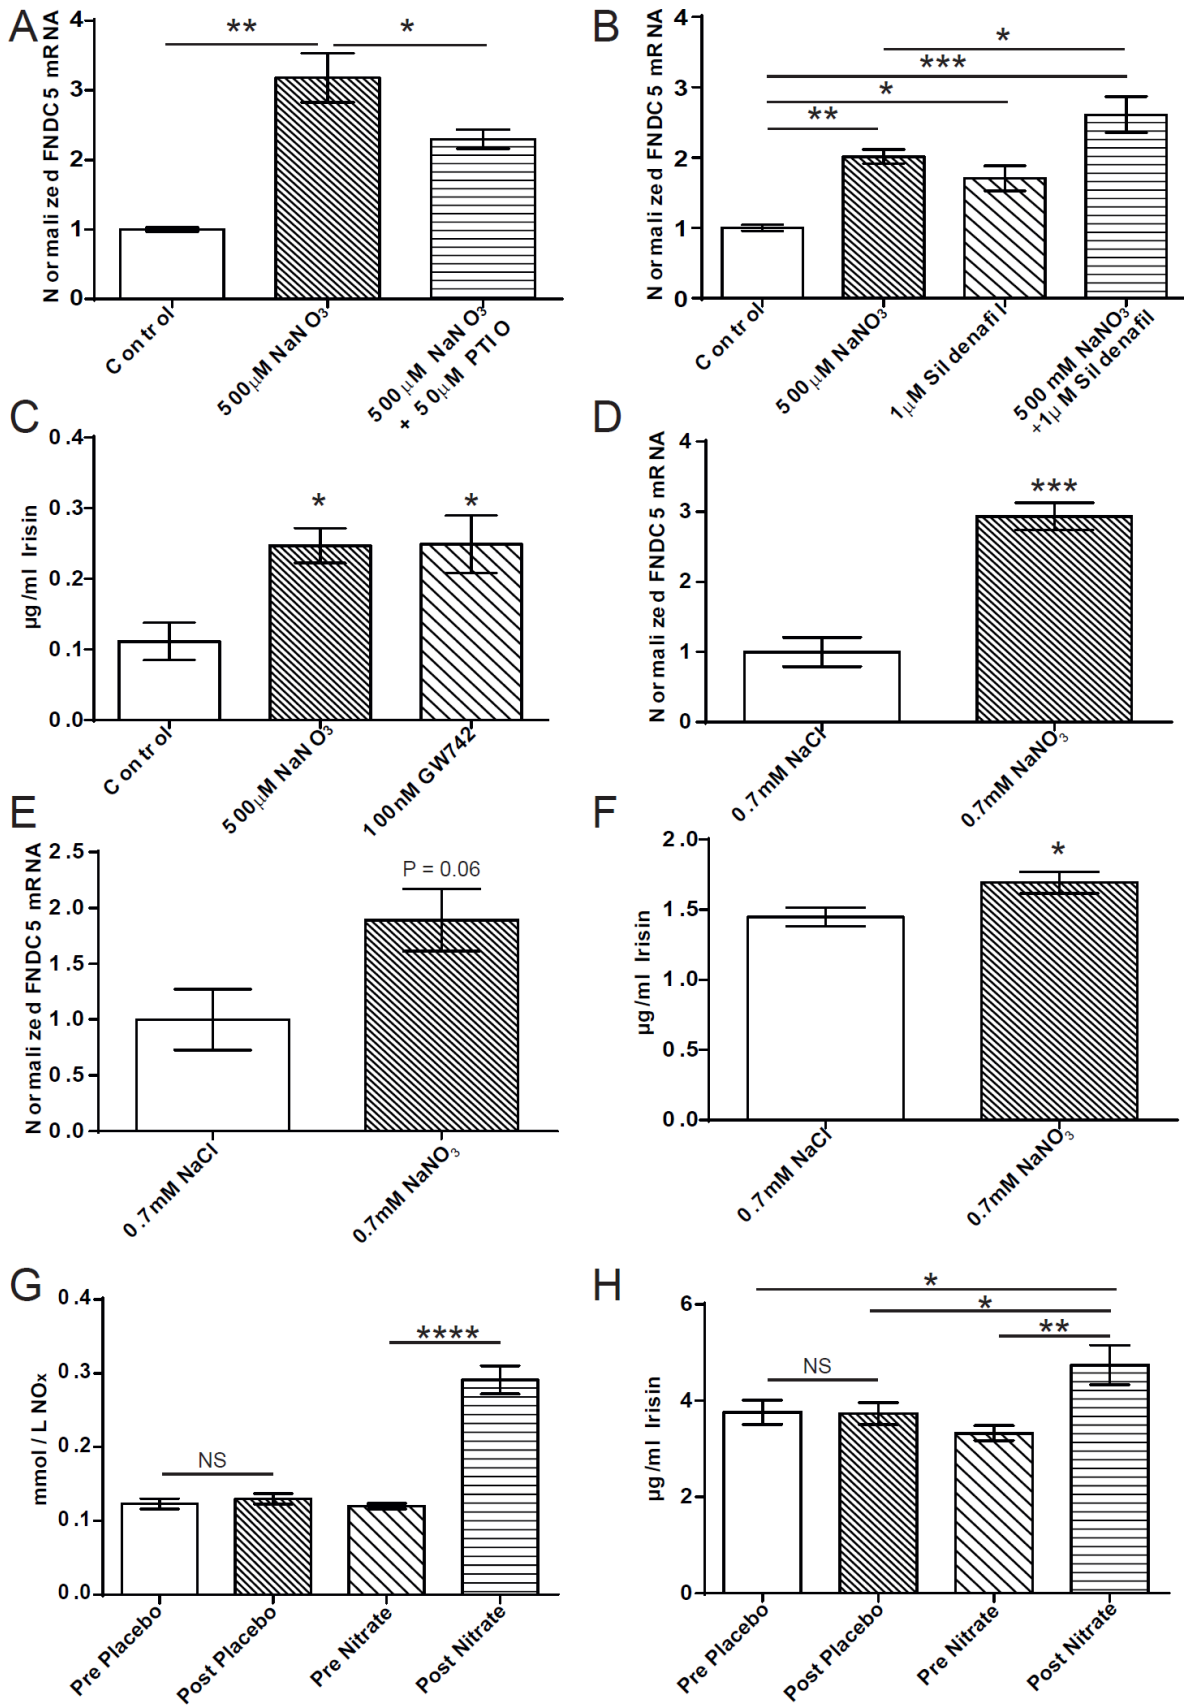 A
Normalized FNDC5 mRNA
4
3
2
1
0
**
*
Control
500µM NaNO3
500µM NaNO3
+ 50µM PTIO
B
Normalized FNDC5 mRNA
4
3
2
1
0
*
***
*
**
Control
500µM NaNO3
1µM Sildenafil
500 mM NaNO3
+1µM Sildenafil
C
µg/ml Irisin
0.4
0.3
0.2
0.1
0.0
*
*
Control
500µM NaNO3
100nM GW742
D
Normalized FNDC5 mRNA
4
3
2
1
0
***
0.7mM NaCl
0.7mM NaNO3
E
Normalized FNDC5 mRNA
2.5
2.0
1.5
1.0
0.5
0.0
P = 0.06
0.7mM NaCl
0.7mM NaNO3
F
µg/ml Irisin
2.0
1.5
1.0
0.5
0.0
*
0.7mM NaCl
0.7mM NaNO3
G
mmol / L NOx
0.4
0.3
0.2
0.1
0.0
NS
****
Pre Placebo
Post Placebo
Pre Nitrate
Post Nitrate
H
µg/ml Irisin
6
4
2
0
*
*
**
NS
Pre Placebo
Post Placebo
Pre Nitrate
Post Nitrate